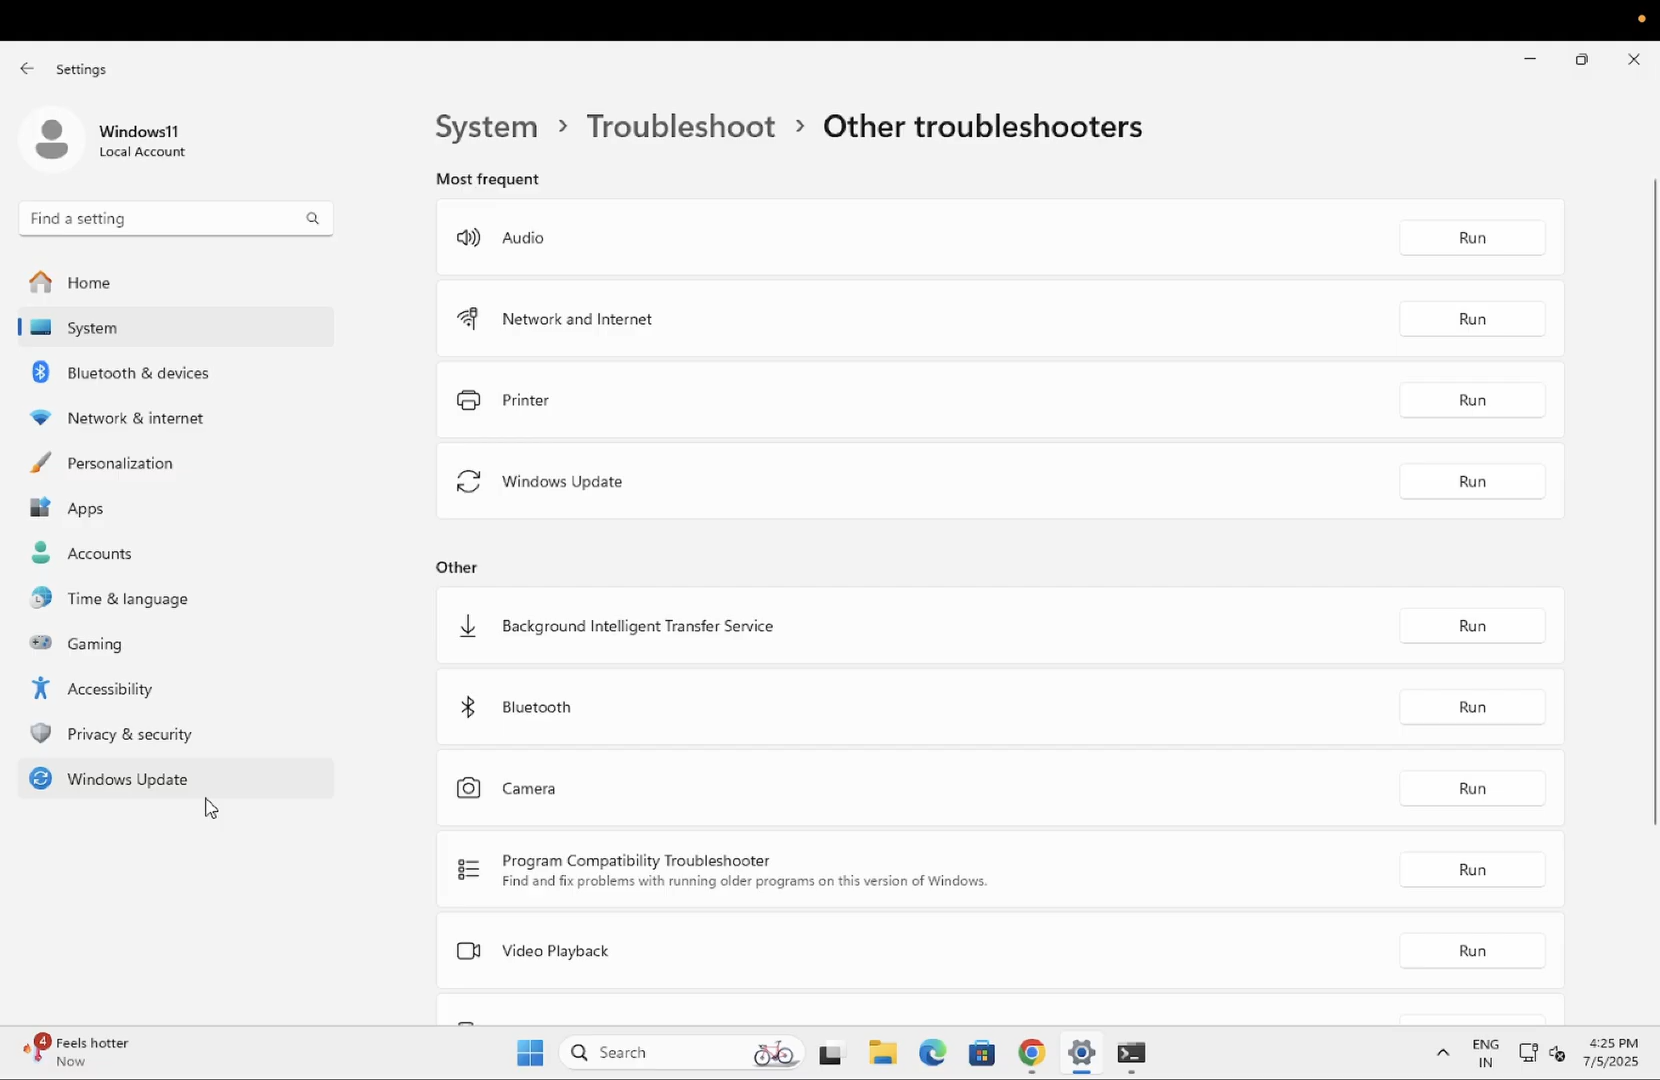 Settings
Windows11
Local Account
Find a setting
Home
System
Bluetooth & devices
Network & internet
Personalization
Apps
Accounts
Time & language
Gaming
Accessibility
Privacy & security
Windows Update
System > Troubleshoot > Other troubleshooters
Most frequent
Audio Run
Network and Internet Run
Printer Run
Windows Update Run
Other
Background Intelligent Transfer Service Run
Bluetooth Run
Camera Run
Program Compatibility Troubleshooter
Find and fix problems with running older programs on this version of Windows.
Run
Video Playback Run
4
Feels hotter
Now
Search
ENG
IN
4:25 PM
7/5/2025